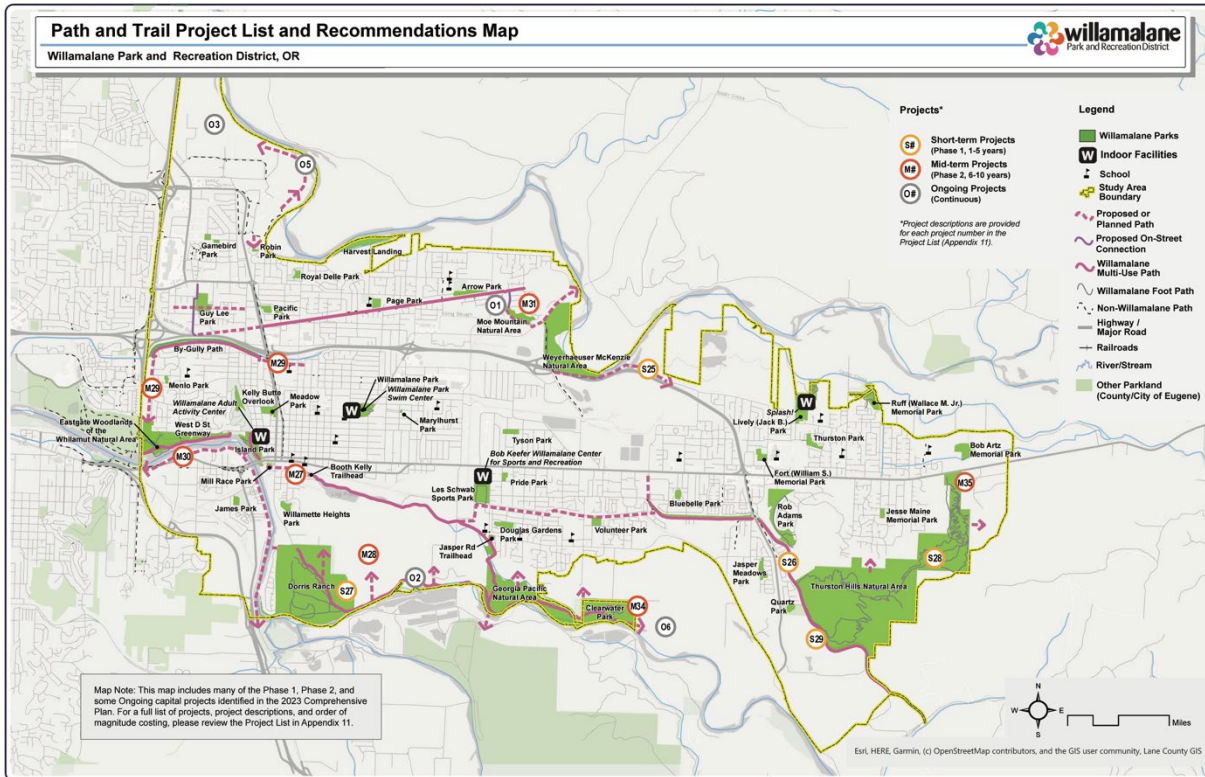 Path and Trail Project List and Recommendations Map
Willamalane Park and Recreation District, OR
willamalane
Park and Recreation District
Projects*
S#
Short-term Projects
(Phase 1, 1-5 years)
M#
Mid-term Projects
(Phase 2, 6-10 years)
O#
Ongoing Projects
(Continuous)
*Project descriptions are provided
for each project number in the
Project List (Appendix 11).
Legend
Willamalane Parks
W
Indoor Facilities
School
Study Area
Boundary
Proposed or
Planned Path
Proposed On-Street
Connection
Willamalane
Multi-Use Path
Willamalane Foot Path
Non-Willamalane Path
Highway /
Major Road
Railroads
River/Stream
Other Parkland
(County/City of Eugene)
O3
O5
Gamebird
Park
Robin
Park
Harvest Landing
Royal Delle Park
Arrow Park
Page Park
O1
M31
Guy Lee
Park
Pacific
Park
Moe Mountain
Natural Area
By-Gully Path
M29
Weyerhaeuser McKenzie
Natural Area
S25
M29
Menlo Park
Kelly Butte
Overlook
Meadow
Park
Willamalane Park
Willamalane Park
Swim Center
W
Willamalane Adult
Activity Center
Marylhurst
Park
Splash!
Lively (Jack B.)
Park
W
Ruff (Wallace M. Jr.)
Memorial Park
Eastgate Woodlands
of the
Whilamut Natural Area
West D St
Greenway
W
Island Park
Tyson Park
Thurston Park
Bob Artz
Memorial Park
M30
Bob Keefer Willamalane Center
for Sports and Recreation
Mill Race Park
M27
Booth Kelly
Trailhead
W
Pride Park
Fort (William S.)
Memorial Park
M35
Les Schwab
Sports Park
Bluebelle Park
Rob
Adams
Park
Jesse Maine
Memorial Park
James Park
Willamette Heights
Park
Douglas Gardens
Park
Volunteer Park
Jasper Rd
Trailhead
M28
O2
Jasper
Meadows
Park
S26
S28
Dorris Ranch
S27
Georgia Pacific
Natural Area
Thurston Hills Natural Area
Clearwater
Park
M34
Quartz
Park
O6
S29
Map Note: This map includes many of the Phase 1, Phase 2, and
some Ongoing capital projects identified in the 2023 Comprehensive
Plan. For a full list of projects, project descriptions, and order of
magnitude costing, please review the Project List in Appendix 11.
N
W
E
S
Miles
Esri, HERE, Garmin, (c) OpenStreetMap contributors, and the GIS user community, Lane County GIS